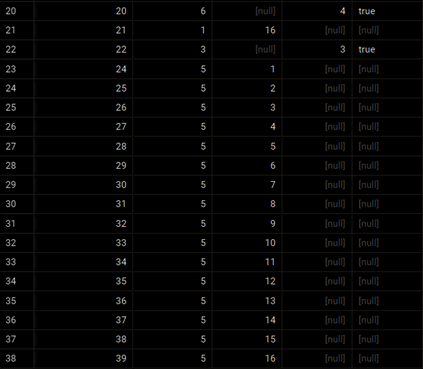 20 20 6 [null] 4 true
21 21 1 16 [null] [null]
22 22 3 [null] 3 true
23 24 5 1 [null] [null]
24 25 5 2 [null] [null]
25 26 5 3 [null] [null]
26 27 5 4 [null] [null]
27 28 5 5 [null] [null]
28 29 5 6 [null] [null]
29 30 5 7 [null] [null]
30 31 5 8 [null] [null]
31 32 5 9 [null] [null]
32 33 5 10 [null] [null]
33 34 5 11 [null] [null]
34 35 5 12 [null] [null]
35 36 5 13 [null] [null]
36 37 5 14 [null] [null]
37 38 5 15 [null] [null]
38 39 5 16 [null] [null]